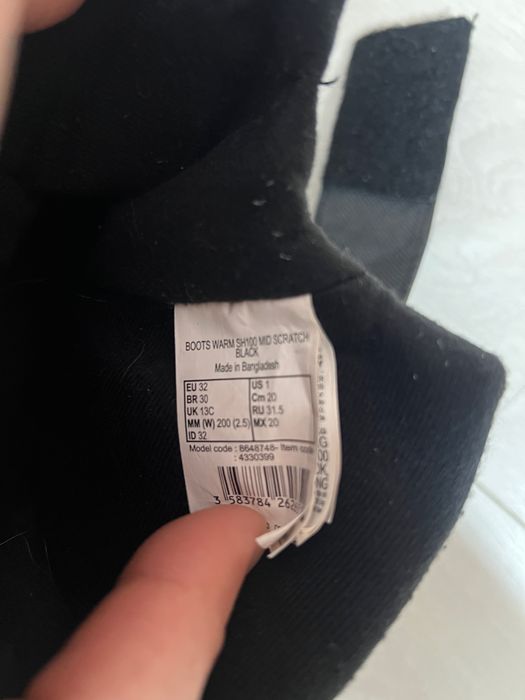 BOOTS WARM SH100 MID SCRATCH
BLACK
Made in Bangladesh
EU 32 US 1
BR 30 Cm 20
UK 13C RU 31.5
MM (W) 200 (2.5) MX 20
ID 32
Model code : 8648748- Item code
: 4330399
3 583784 262